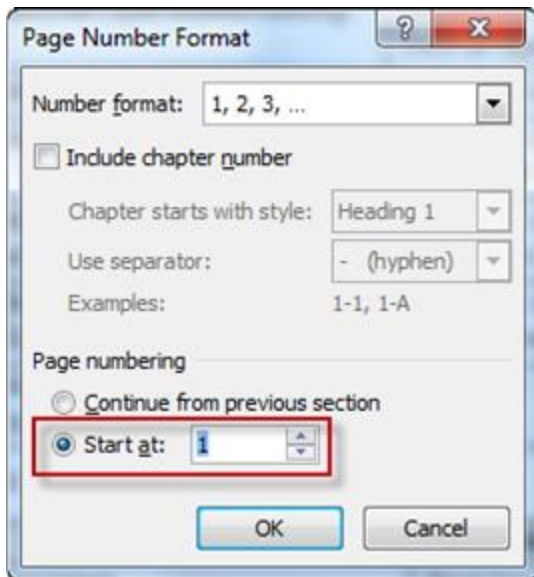 Page Number Format
Number format: 1, 2, 3, ...
Include chapter number
Chapter starts with style: Heading 1
Use separator: - (hyphen)
Examples: 1-1, 1-A
Page numbering
Continue from previous section
Start at: 1
OK Cancel